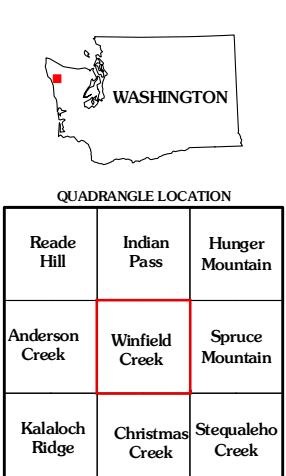 WASHINGTON
QUADRANGLE LOCATION
Reade
Hill
Indian
Pass
Hunger
Mountain
Anderson
Creek
Winfield
Creek
Spruce
Mountain
Kalaloch
Ridge
Christmas
Creek
Stequaleho
Creek